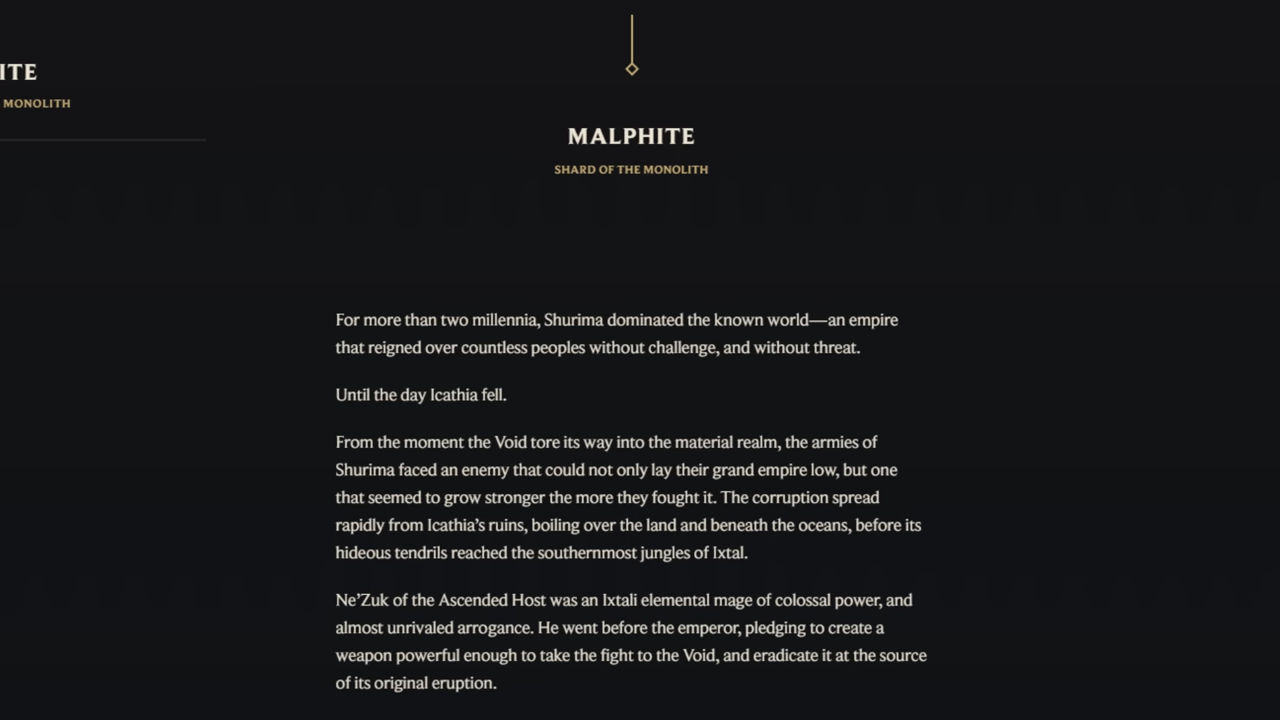 ITE
MONOLITH
MALPHITE
SHARD OF THE MONOLITH
For more than two millennia, Shurima dominated the known world—an empire
that reigned over countless peoples without challenge, and without threat.
Until the day Icathia fell.
From the moment the Void tore its way into the material realm, the armies of
Shurima faced an enemy that could not only lay their grand empire low, but one
that seemed to grow stronger the more they fought it. The corruption spread
rapidly from Icathia’s ruins, boiling over the land and beneath the oceans, before its
hideous tendrils reached the southernmost jungles of Ixtal.
Ne’Zuk of the Ascended Host was an Ixtali elemental mage of colossal power, and
almost unrivaled arrogance. He went before the emperor, pledging to create a
weapon powerful enough to take the fight to the Void, and eradicate it at the source
of its original eruption.